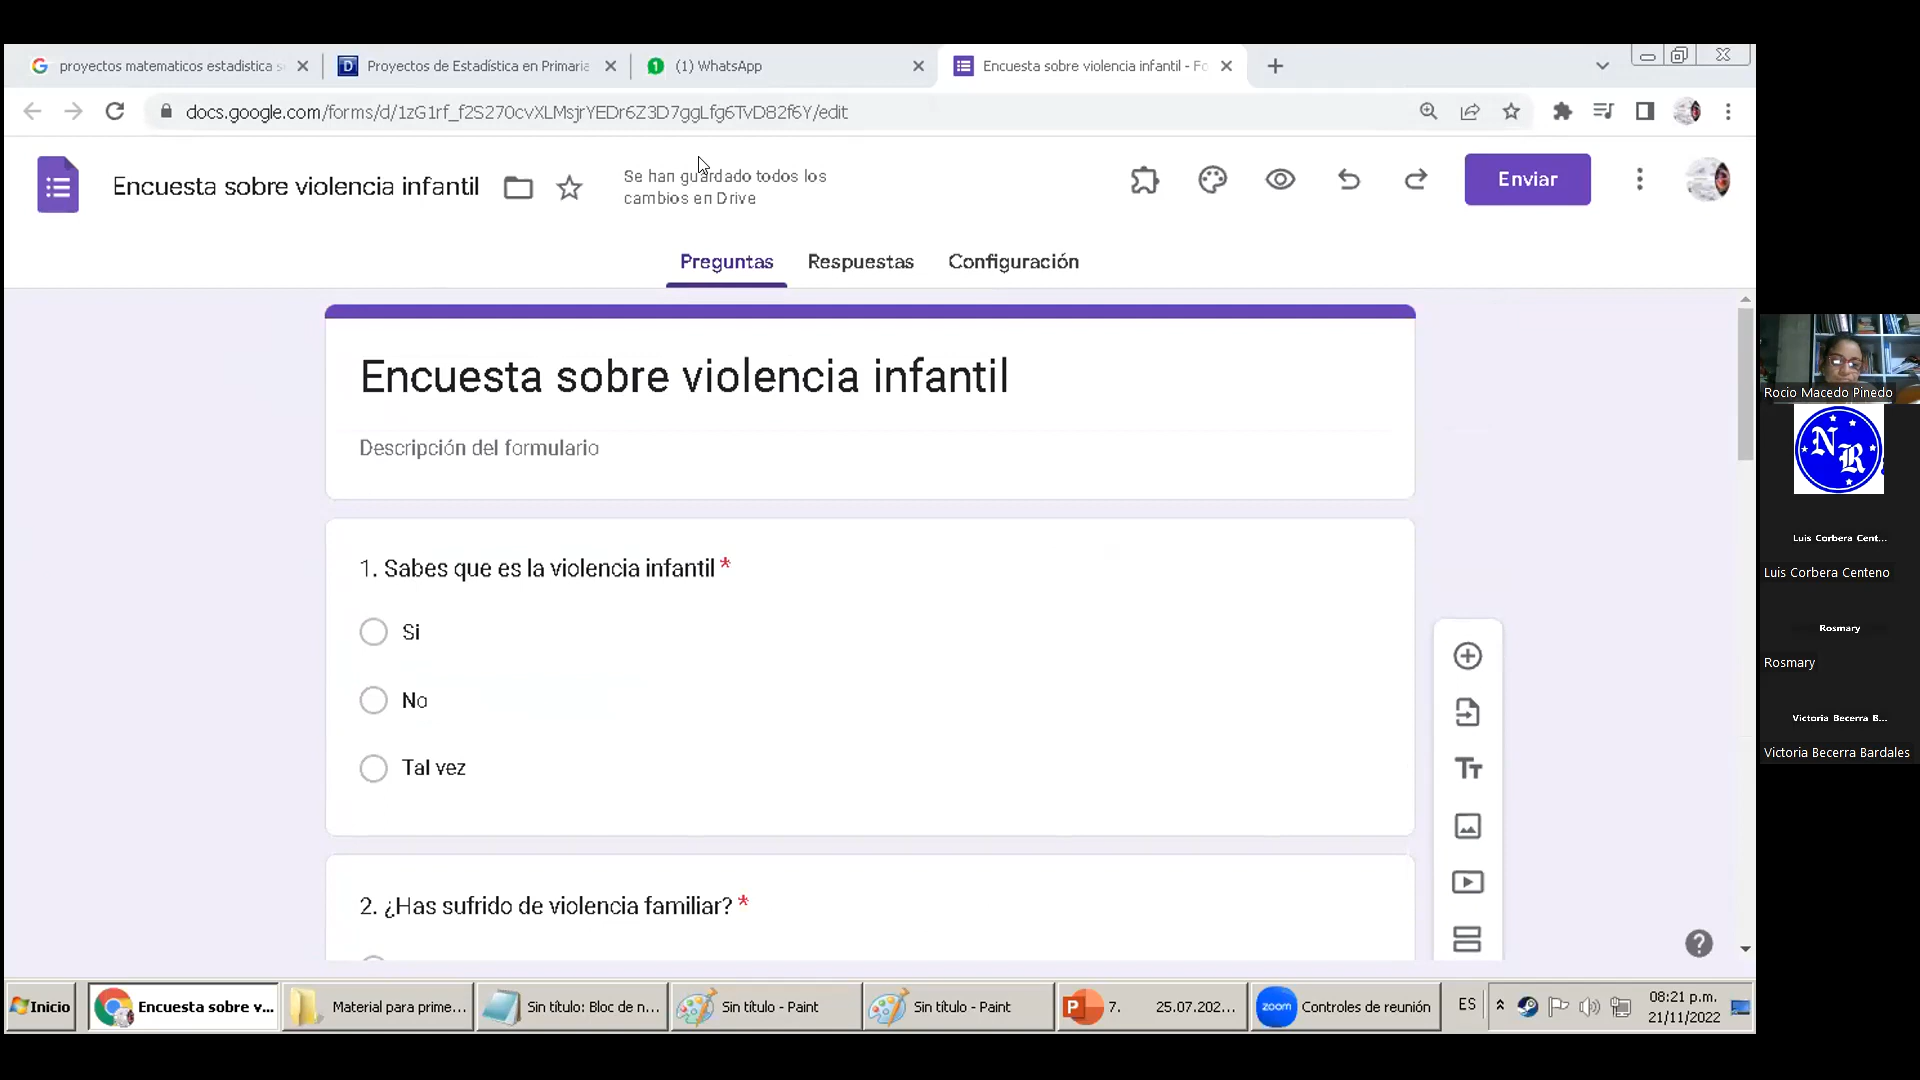 proyectos matematicos estadistica s
Proyectos de Estadística en Primaria
(1) WhatsApp
Encuesta sobre violencia infantil - Fo
docs.google.com/forms/d/1zG1rf_f2S270cvXLMsjrYEDr6Z3D7ggLfg6TvD82f6Y/edit
Encuesta sobre violencia infantil
Se han guardado todos los
cambios en Drive
Enviar
Preguntas
Respuestas
Configuración
Encuesta sobre violencia infantil
Descripción del formulario
1. Sabes que es la violencia infantil *
Si
No
Tal vez
2. ¿Has sufrido de violencia familiar? *
Rocio Macedo Pinedo
N R
Luis Corbera Cent...
Luis Corbera Centeno
Rosmary
Rosmary
Victoria Becerra B...
Victoria Becerra Bardales
Inicio
Encuesta sobre v...
Material para prime...
Sin título: Bloc de n...
Sin título - Paint
Sin título - Paint
7. 25.07.202...
zoom
Controles de reunión
ES
08:21 p.m.
21/11/2022